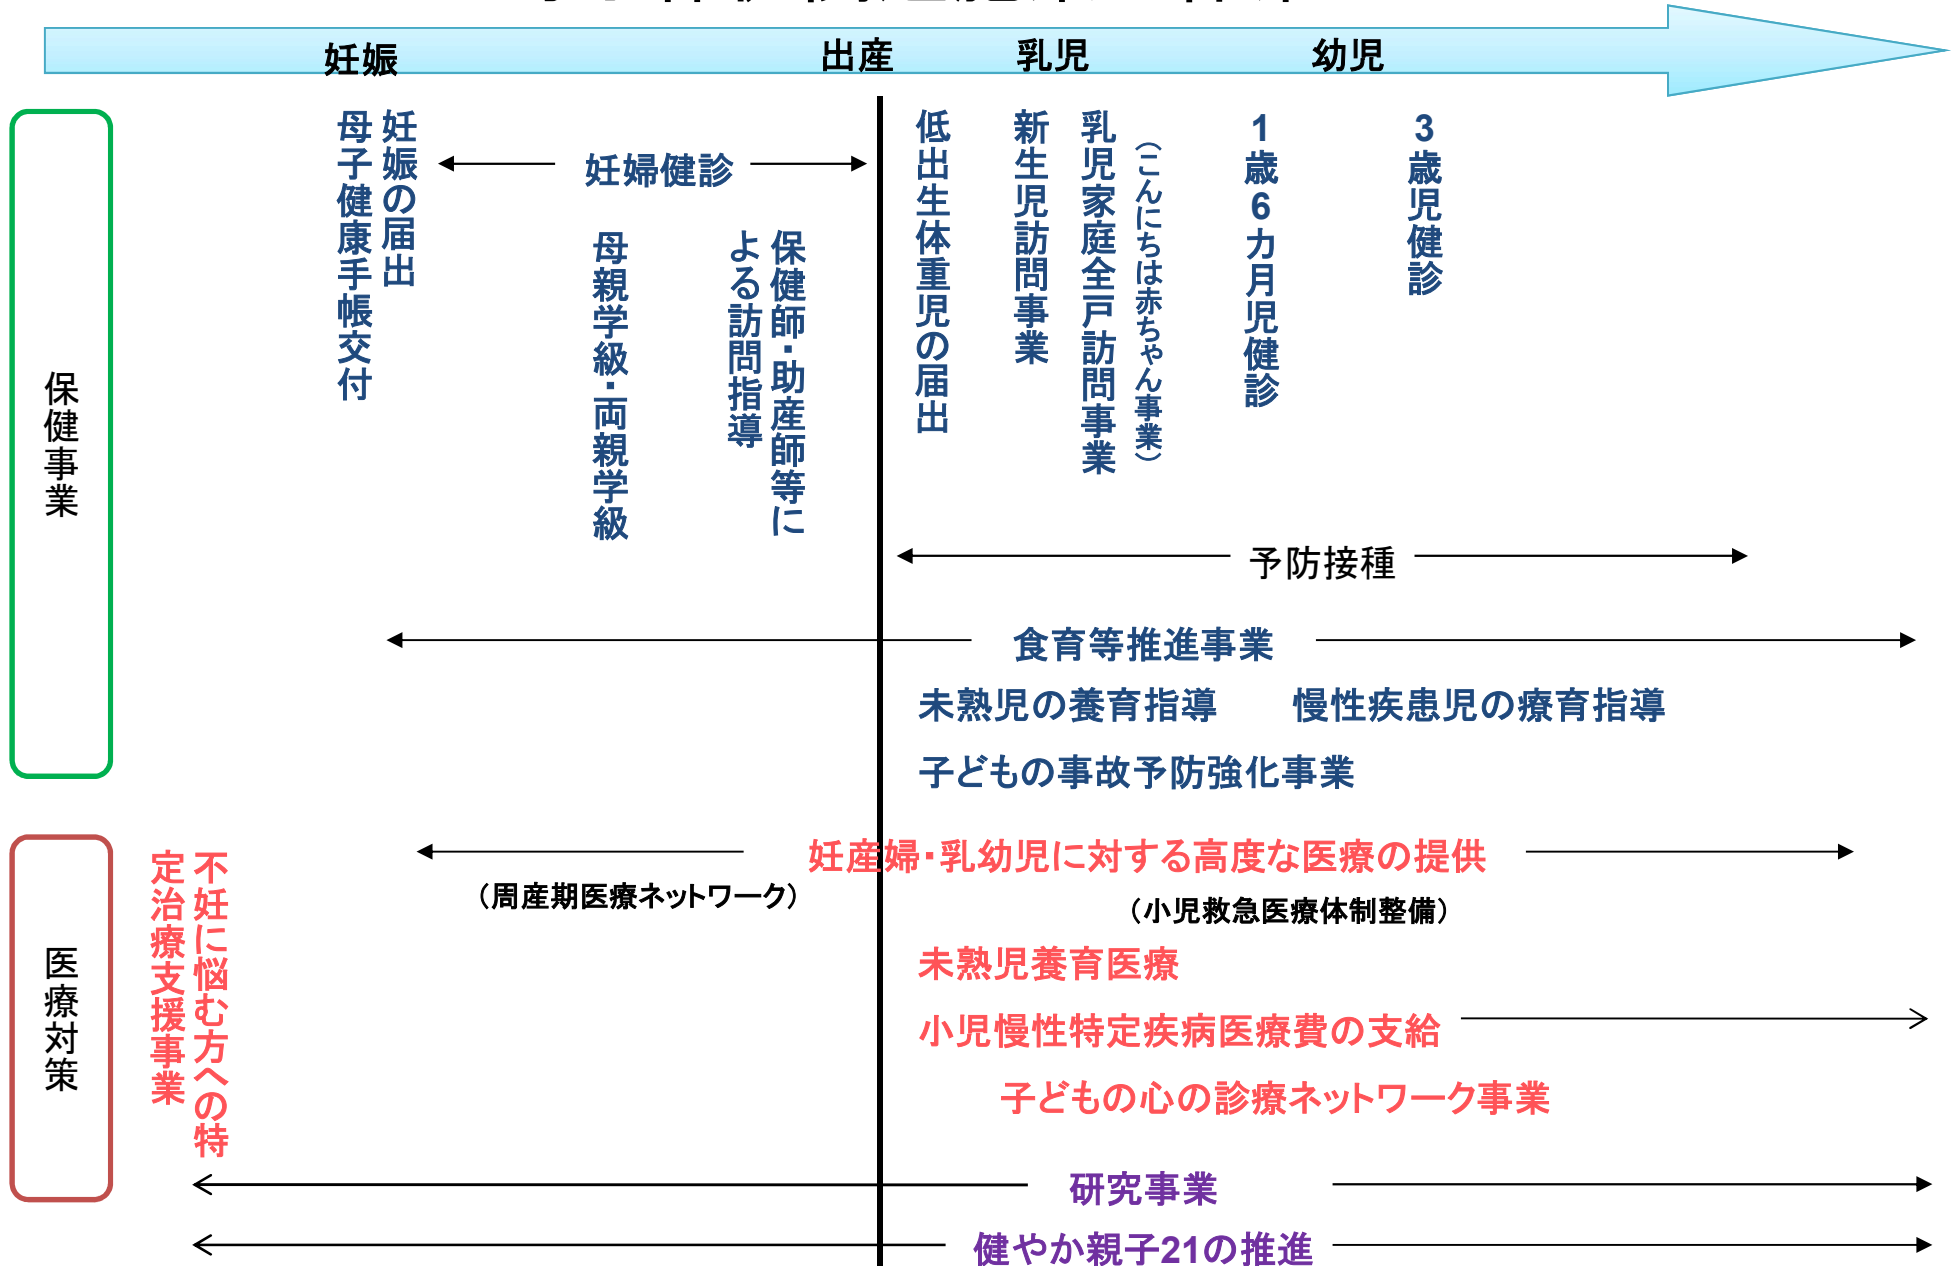 妊娠
出産
乳児
幼児
保健事業
妊娠の届出
母子健康手帳交付
妊婦健診
母親学級・両親学級
保健師・助産師等に
よる訪問指導
低出生体重児の届出
新生児訪問事業
乳児家庭全戸訪問事業
（こんにちは赤ちゃん事業）
1歳6カ月児健診
3歳児健診
予防接種
食育等推進事業
未熟児の養育指導
慢性疾患児の療育指導
子どもの事故予防強化事業
医療対策
不妊に悩む方への特
定治療支援事業
妊産婦・乳幼児に対する高度な医療の提供
（周産期医療ネットワーク）
（小児救急医療体制整備）
未熟児養育医療
小児慢性特定疾病医療費の支給
子どもの心の診療ネットワーク事業
研究事業
健やか親子21の推進